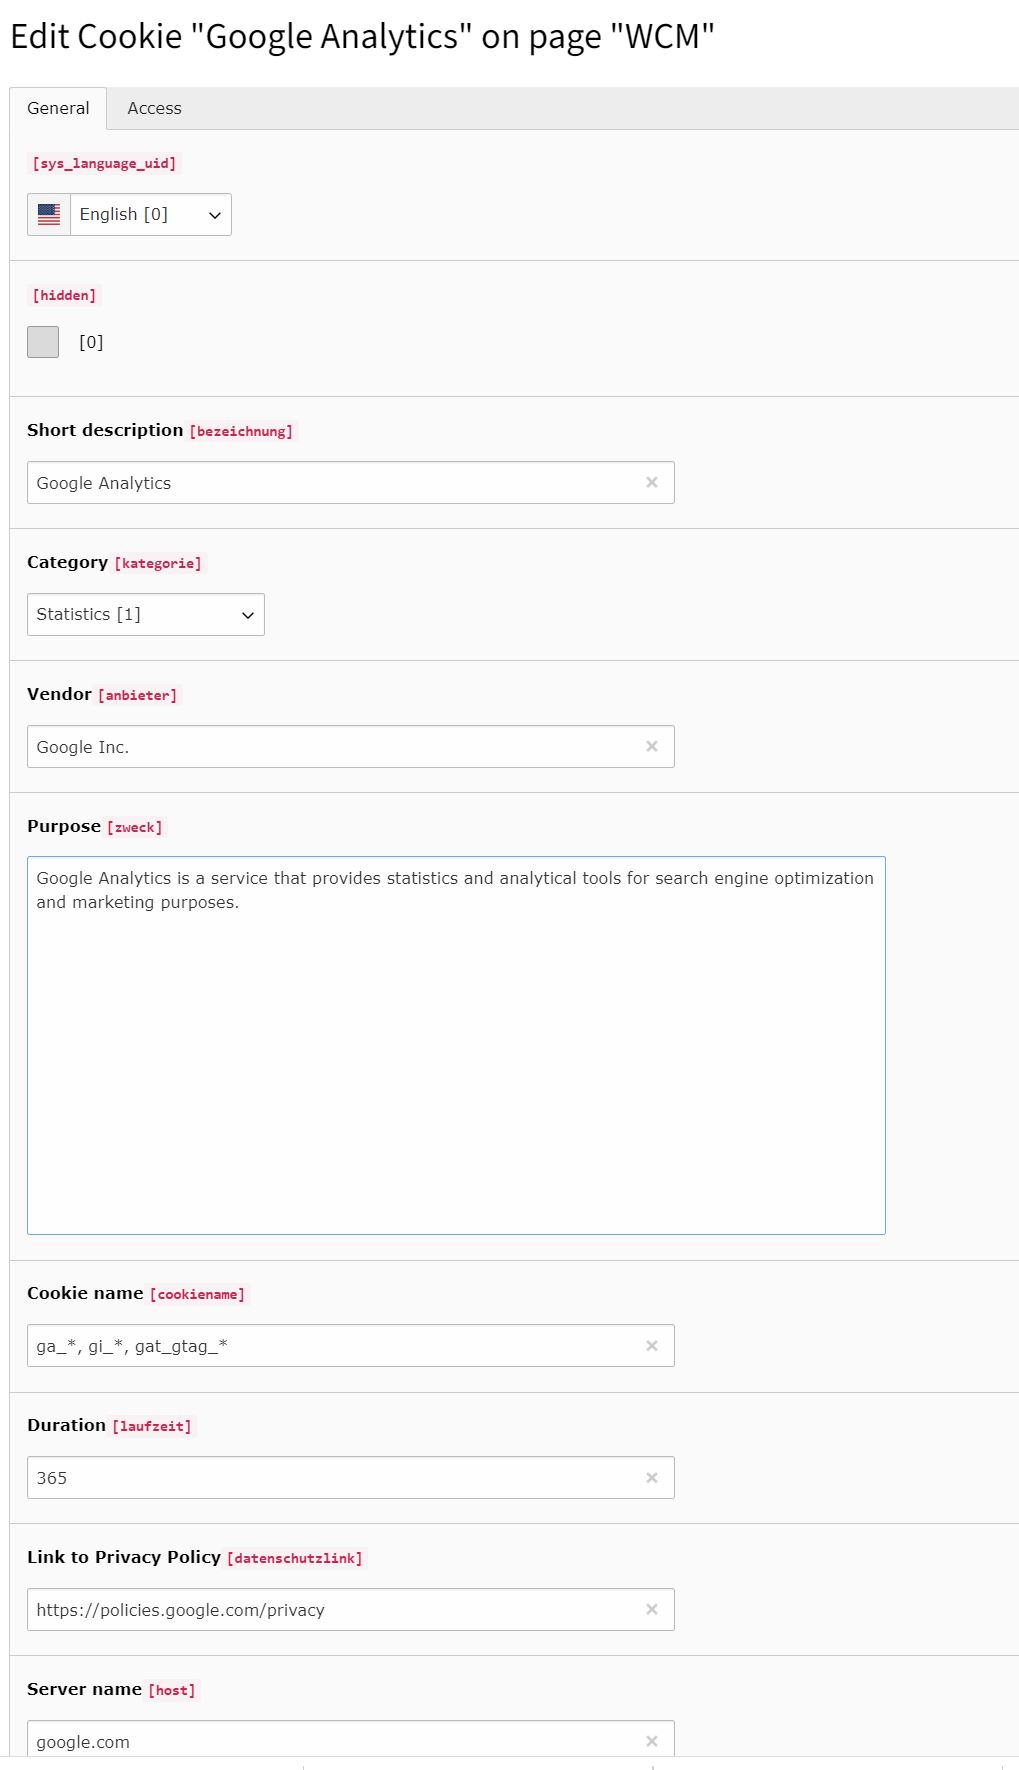 Edit Cookie "Google Analytics" on page "WCM"
General Access
[sys_language_uid]
English [0]
[hidden]
[0]
Short description [bezeichnung]
Google Analytics
Category [kategorie]
Statistics [1]
Vendor [anbieter]
Google Inc.
Purpose [zweck]
Google Analytics is a service that provides statistics and analytical tools for search engine optimization
and marketing purposes.
Cookie name [cookiename]
ga_*, gi_*, gat_gtag_*
Duration [laufzeit]
365
Link to Privacy Policy [datenschutzlink]
https://policies.google.com/privacy
Server name [host]
google.com